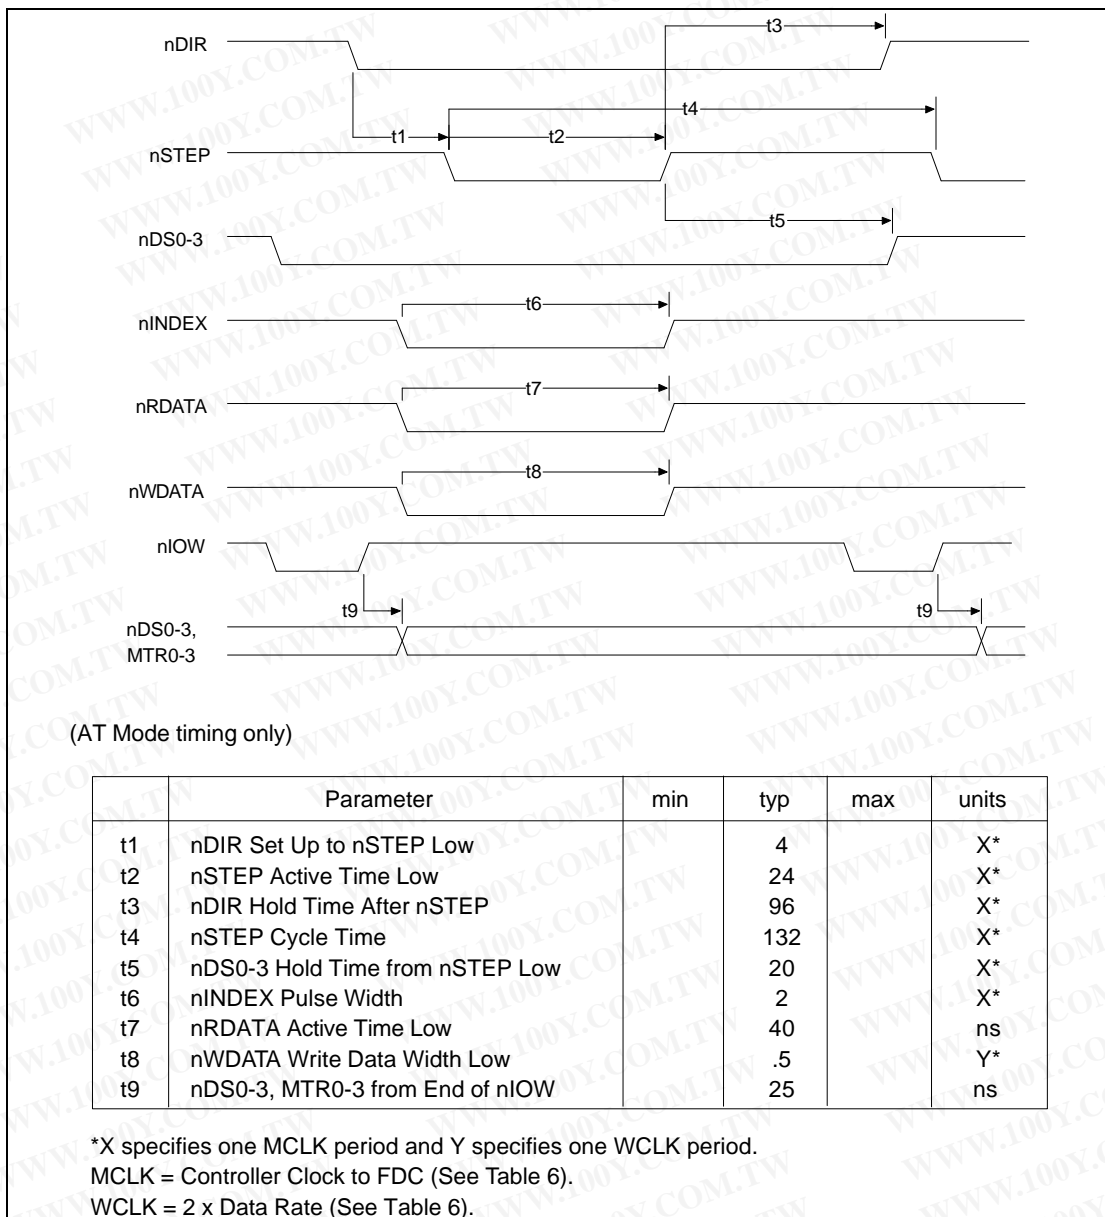 nDIR
t3
t4
nSTEP
t1
t2
nDS0-3
t5
nINDEX
t6
nRDATA
t7
nWDATA
t8
nIOW
t9
t9
nDS0-3,
MTR0-3
(AT Mode timing only)
Parameter min typ max units
t1 nDIR Set Up to nSTEP Low 4 X*
t2 nSTEP Active Time Low 24 X*
t3 nDIR Hold Time After nSTEP 96 X*
t4 nSTEP Cycle Time 132 X*
t5 nDS0-3 Hold Time from nSTEP Low 20 X*
t6 nINDEX Pulse Width 2 X*
t7 nRDATA Active Time Low 40 ns
t8 nWDATA Write Data Width Low .5 Y*
t9 nDS0-3, MTR0-3 from End of nIOW 25 ns
*X specifies one MCLK period and Y specifies one WCLK period.
MCLK = Controller Clock to FDC (See Table 6).
WCLK = 2 x Data Rate (See Table 6).
WWW.100Y.COM.TW